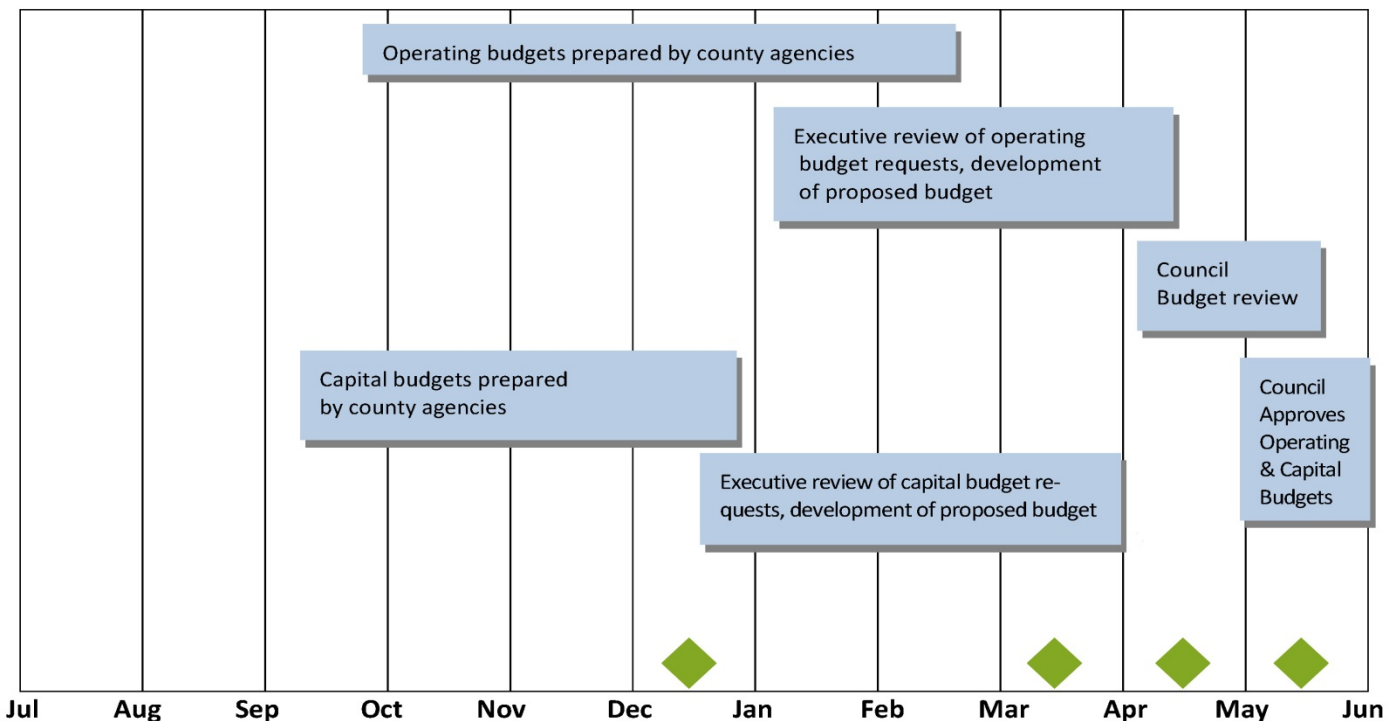 Operating budgets prepared by county agencies
Executive review of operating
budget requests, development
of proposed budget
Council
Budget review
Capital budgets prepared
by county agencies
Council
Approves
Operating
& Capital
Budgets
Executive review of capital budget re-
quests, development of proposed budget
Jul Aug Sep Oct Nov Dec Jan Feb Mar Apr May Jun